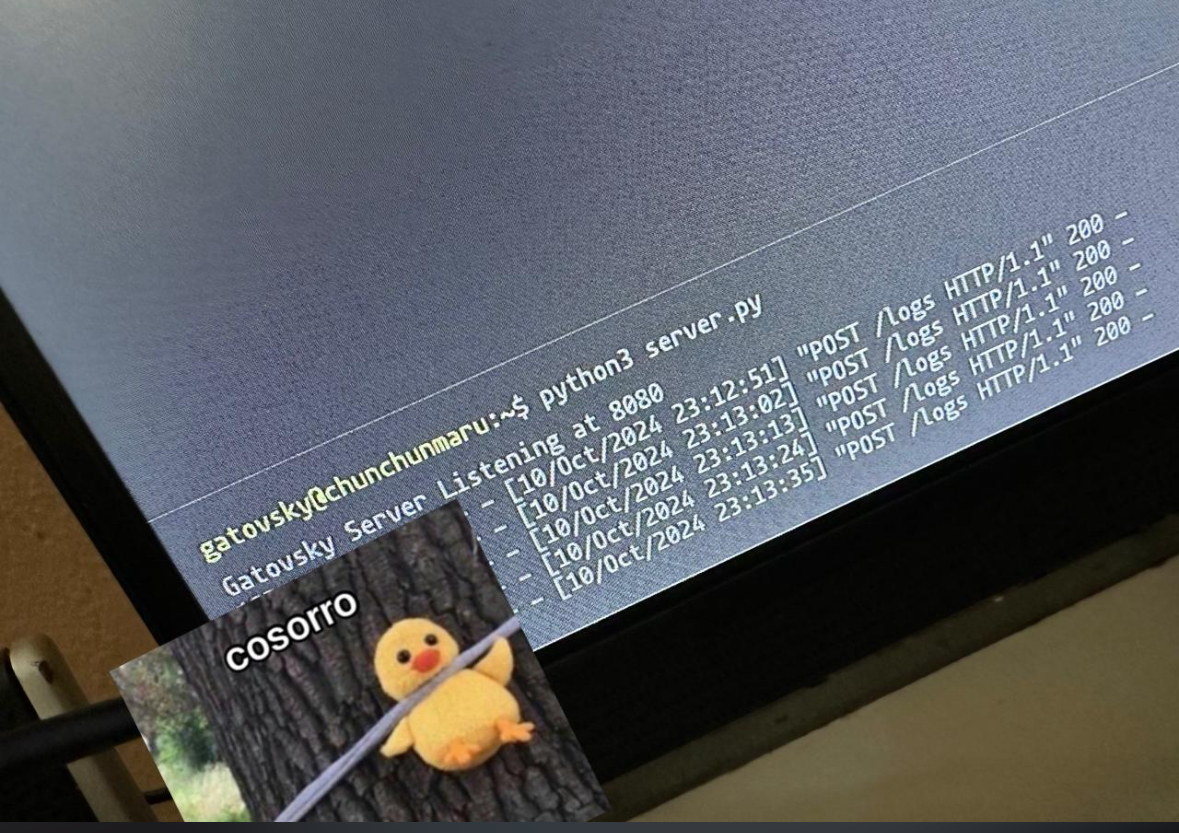 gatovsky@chunchunmaru:~$ python3 server.py
Gatovsky Server Listening at 8080
- [10/Oct/2024 23:12:51] "POST /logs HTTP/1.1" 200 -
- [10/Oct/2024 23:13:02] "POST /logs HTTP/1.1" 200 -
- [10/Oct/2024 23:13:13] "POST /logs HTTP/1.1" 200 -
- [10/Oct/2024 23:13:24] "POST /logs HTTP/1.1" 200 -
- [10/Oct/2024 23:13:35] "POST /logs HTTP/1.1" 200 -
cosorro